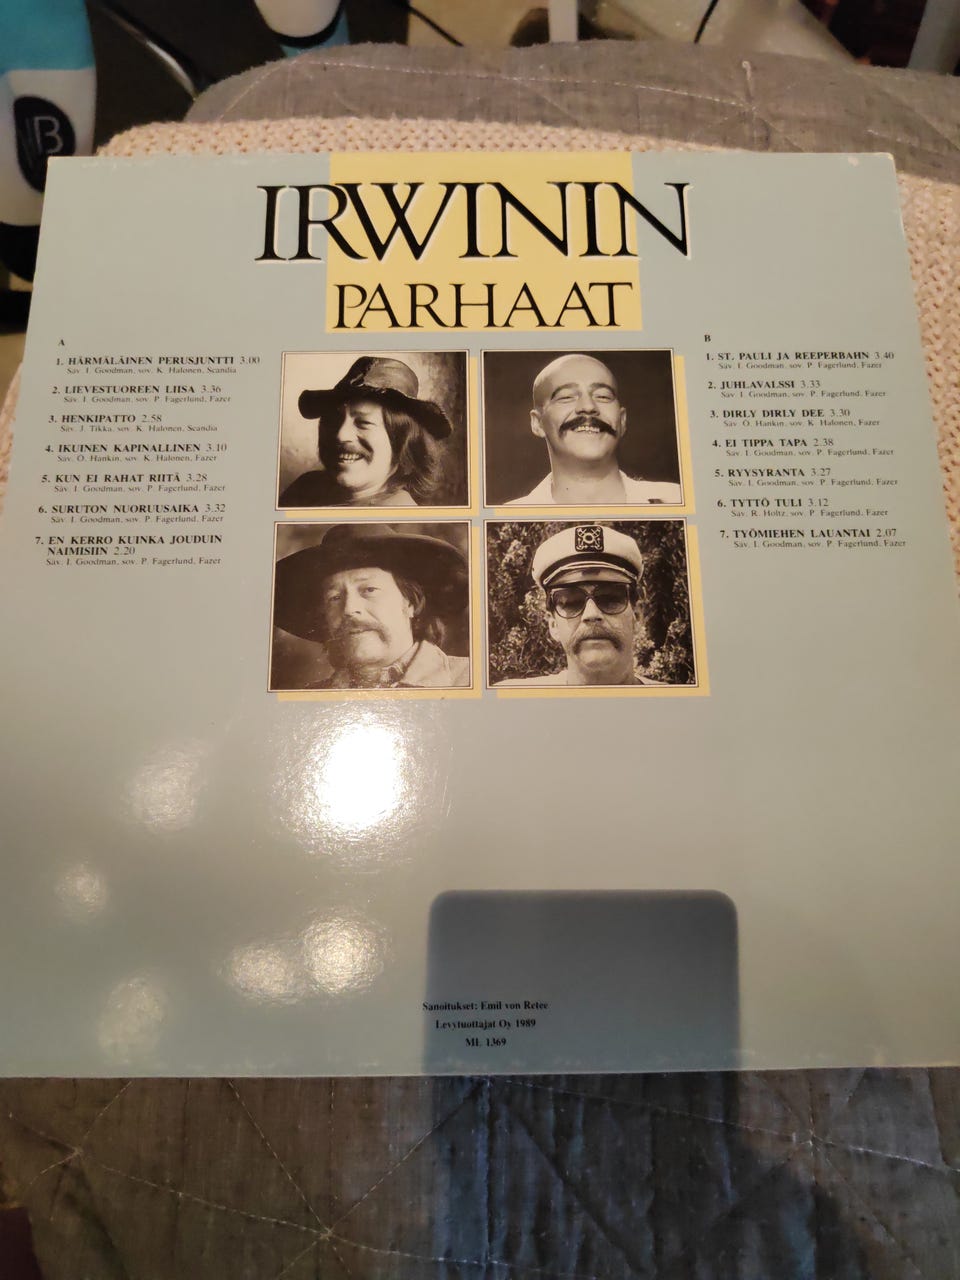 B
IRWININ
PARHAAT
A
1. HÄRMÄLÄINEN PERUSJUNTTI 3.00
Säv. I. Goodman, sov. K. Halonen, Scandia
2. LIEVESTUOREEN LIISA 3.36
Säv. I. Goodman, sov. P. Fagerlund, Fazer
3. HENKIPATTO 2.58
Säv. J. Tikka, sov. K. Halonen, Scandia
4. IKUINEN KAPINALLINEN 3.10
Säv. O. Hankin, sov. K. Halonen, Fazer
5. KUN EI RAHAT RIITÄ 3.28
Säv. I. Goodman, sov. P. Fagerlund, Fazer
6. SURUTON NUORUUSAIKA 3.32
Säv. I. Goodman, sov. P. Fagerlund, Fazer
7. EN KERRO KUINKA JOUDUIN
NAIMISIIN 2.20
Säv. I. Goodman, sov. P. Fagerlund, Fazer
B
1. ST. PAULI JA REEPERBAHN 3.40
Säv. I. Goodman, sov. P. Fagerlund, Fazer
2. JUHLAVALSSI 3.33
Säv. I. Goodman, sov. P. Fagerlund, Fazer
3. DIRLY DIRLY DEE 3.30
Säv. O. Hankin, sov. K. Halonen, Fazer
4. EI TIPPA TAPA 2.38
Säv. I. Goodman, sov. P. Fagerlund, Fazer
5. RYYSYRANTA 3.27
Säv. I. Goodman, sov. P. Fagerlund, Fazer
6. TYTTÖ TULI 3.12
Säv. R. Holtz, sov. P. Fagerlund, Fazer
7. TYÖMIEHEN LAUANTAI 2.07
Säv. I. Goodman, sov. P. Fagerlund, Fazer
Sanoitukset: Emil von Retee
Levytuottajat Oy 1989
ML 1369